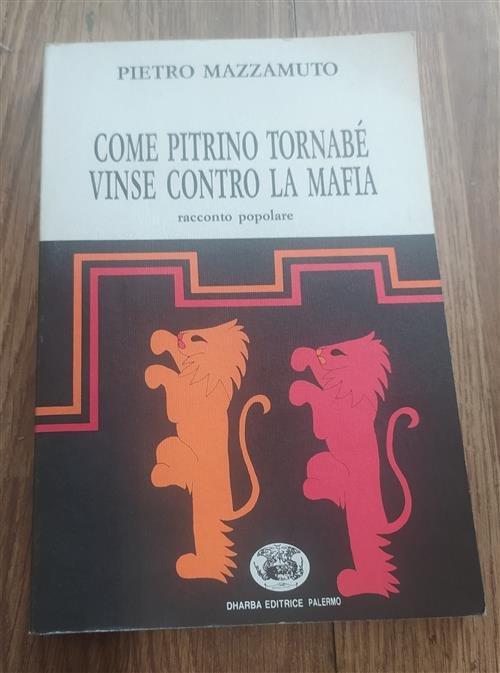 PIETRO MAZZAMUTO
COME PITRINO TORNABÉ
VINSE CONTRO LA MAFIA
racconto popolare
DHARBA EDITRICE PALERMO